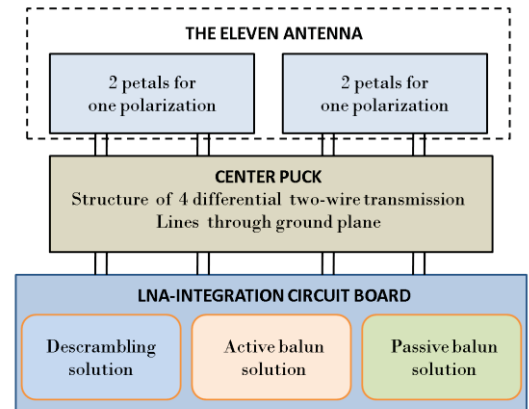 THE ELEVEN ANTENNA
2 petals for
one polarization
2 petals for
one polarization
CENTER PUCK
Structure of 4 differential two-wire transmission
Lines through ground plane
LNA-INTEGRATION CIRCUIT BOARD
Descrambling
solution
Active balun
solution
Passive balun
solution